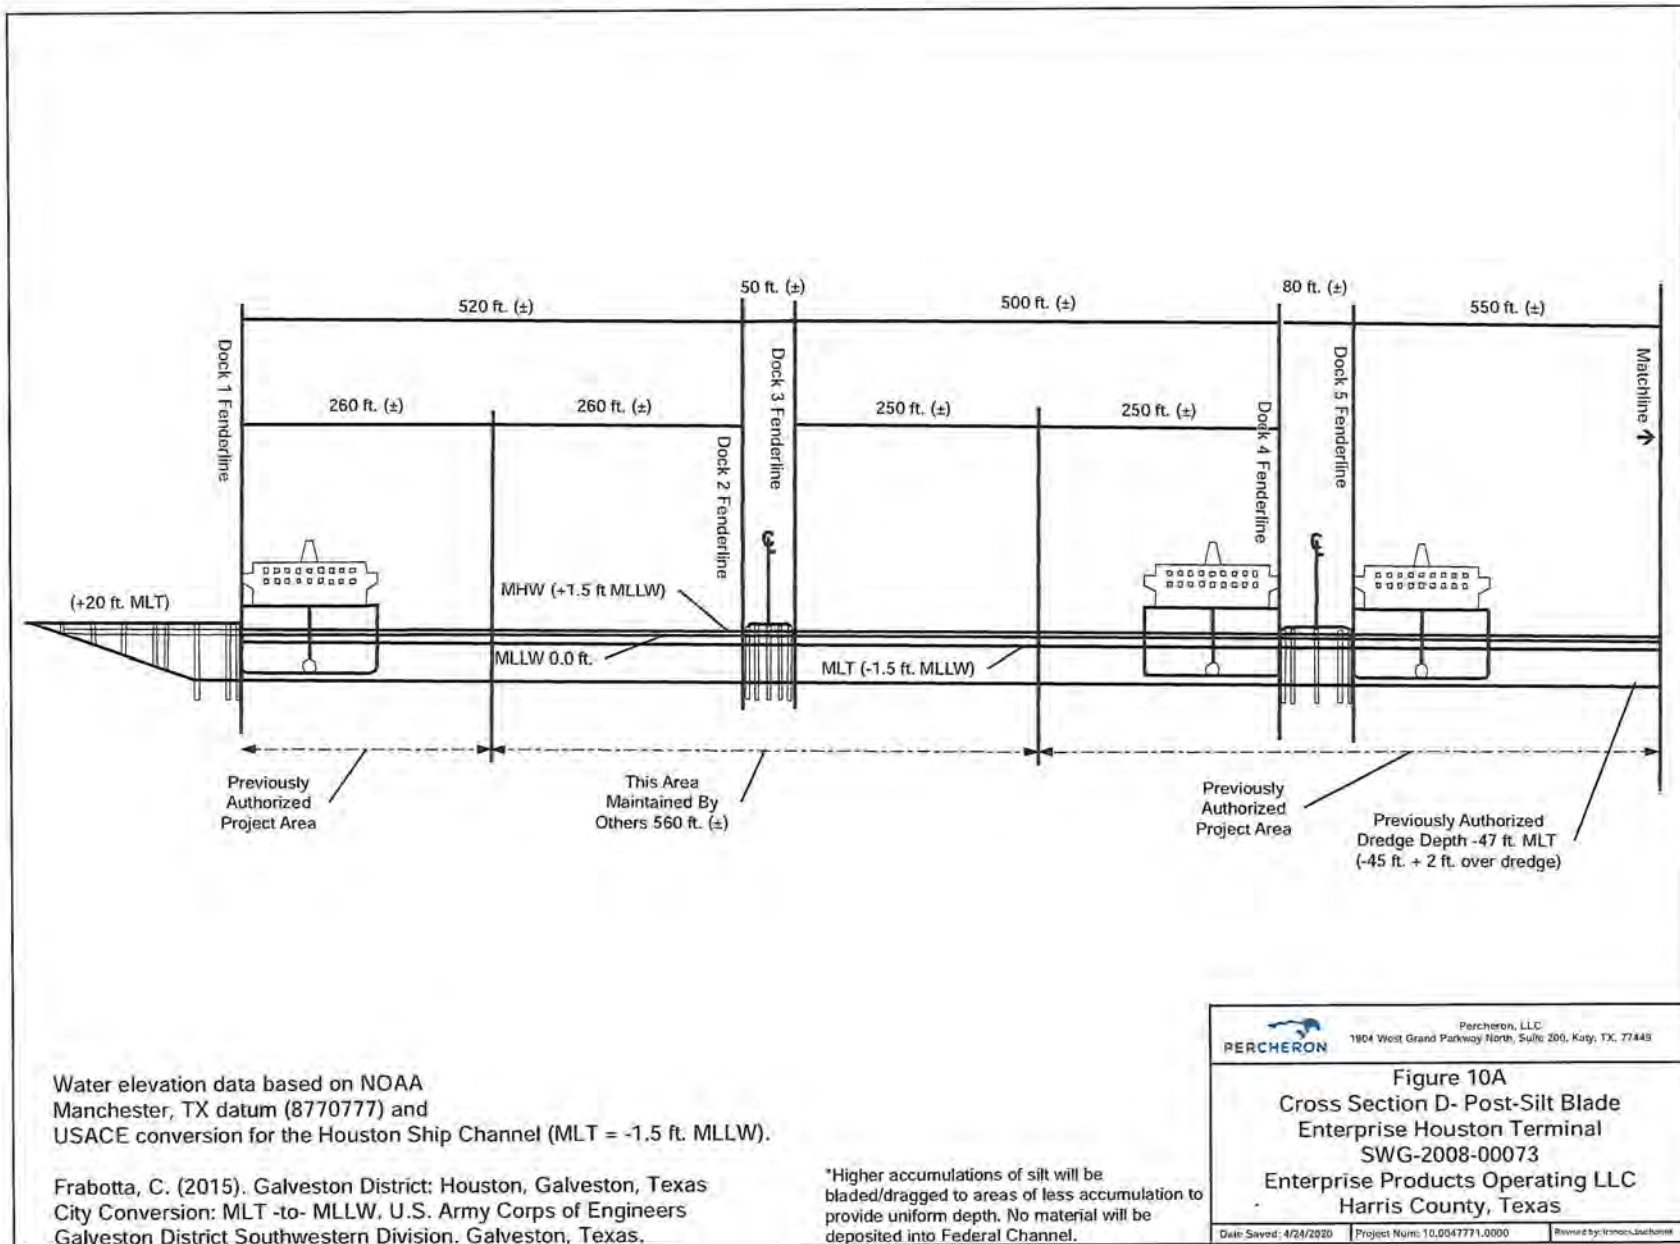 520 ft. (±)
50 ft. (±)
500 ft. (±)
80 ft. (±)
550 ft. (±)
260 ft. (±)
260 ft. (±)
250 ft. (±)
250 ft. (±)
Dock 1 Fenderline
Dock 2 Fenderline
Dock 3 Fenderline
Dock 4 Fenderline
Dock 5 Fenderline
Matchline
(+20 ft. MLT)
MHW (+1.5 ft MLLW)
MLLW 0.0 ft.
MLT (-1.5 ft. MLLW)
Previously
Authorized
Project Area
This Area
Maintained By
Others 560 ft. (±)
Previously
Authorized
Project Area
Previously Authorized
Dredge Depth -47 ft. MLT
(-45 ft. + 2 ft. over dredge)
Water elevation data based on NOAA
Manchester, TX datum (8770777) and
USACE conversion for the Houston Ship Channel (MLT = -1.5 ft. MLLW).
Frabotta, C. (2015). Galveston District: Houston, Galveston, Texas
City Conversion: MLT -to- MLLW. U.S. Army Corps of Engineers
Galveston District Southwestern Division. Galveston, Texas.
*Higher accumulations of silt will be
bladed/dragged to areas of less accumulation to
provide uniform depth. No material will be
deposited into Federal Channel.
PERCHERON
Percheron, LLC
1904 West Grand Parkway North, Suite 200, Katy, TX, 77449
Figure 10A
Cross Section D- Post-Silt Blade
Enterprise Houston Terminal
SWG-2008-00073
Enterprise Products Operating LLC
Harris County, Texas
Date Saved: 4/24/2020
Project Num: 10.0047771.0000